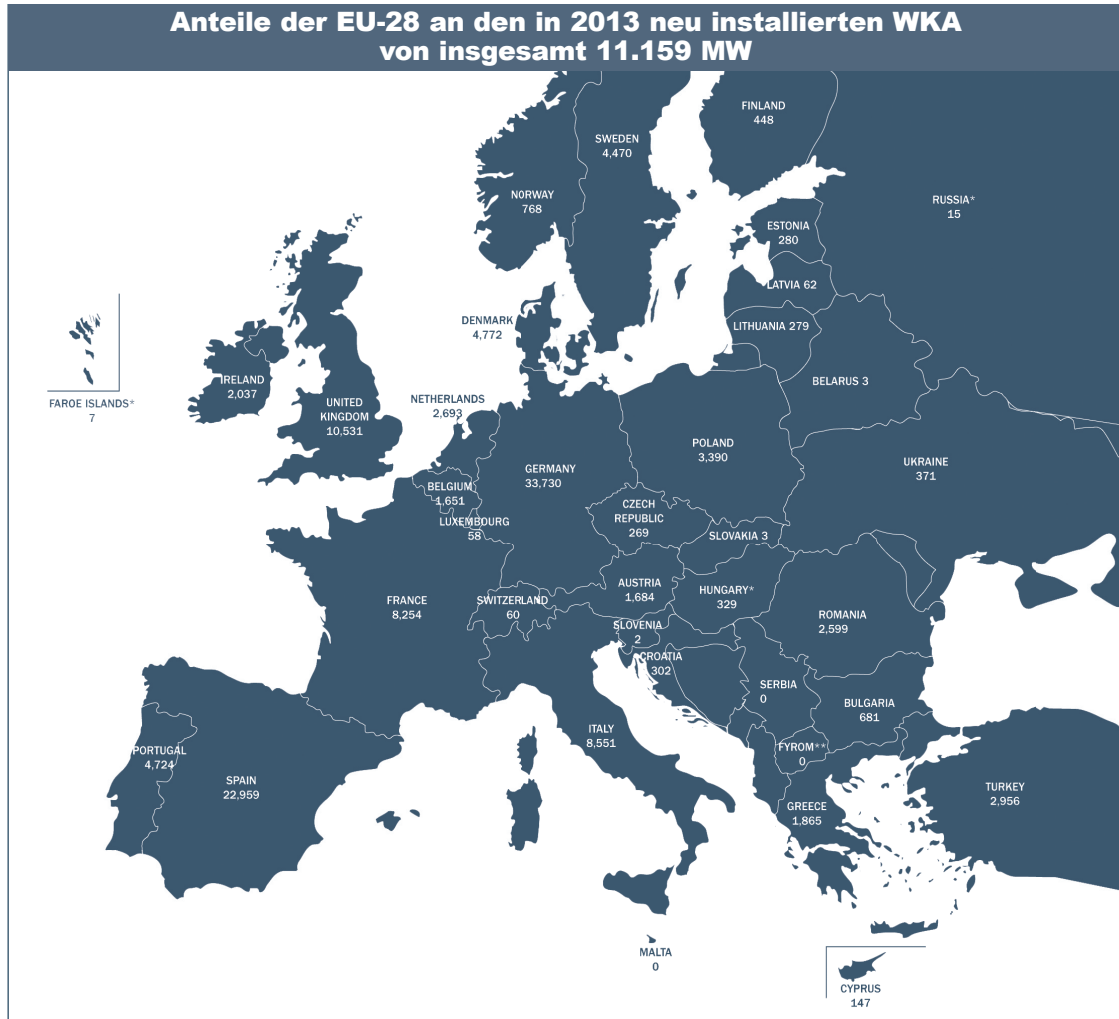 Anteile der EU-28 an den in 2013 neu installierten WKA
von insgesamt 11.159 MW
FINLAND
448
SWEDEN
4,470
NORWAY
768
RUSSIA*
15
ESTONIA
280
LATVIA 62
LITHUANIA 279
DENMARK
4,772
BELARUS 3
IRELAND
2,037
FAROE ISLANDS*
7
UNITED
KINGDOM
10,531
NETHERLANDS
2,693
POLAND
3,390
UKRAINE
371
GERMANY
33,730
BELGIUM
1,651
LUXEMBOURG
58
CZECH
REPUBLIC
269
SLOVAKIA 3
AUSTRIA
1,684
HUNGARY*
329
FRANCE
8,254
SWITZERLAND
60
ROMANIA
2,599
SLOVENIA
2
CROATIA
302
SERBIA
0
BULGARIA
681
ITALY
8,551
FYROM**
0
PORTUGAL
4,724
SPAIN
22,959
TURKEY
2,956
GREECE
1,865
MALTA
0
CYPRUS
147